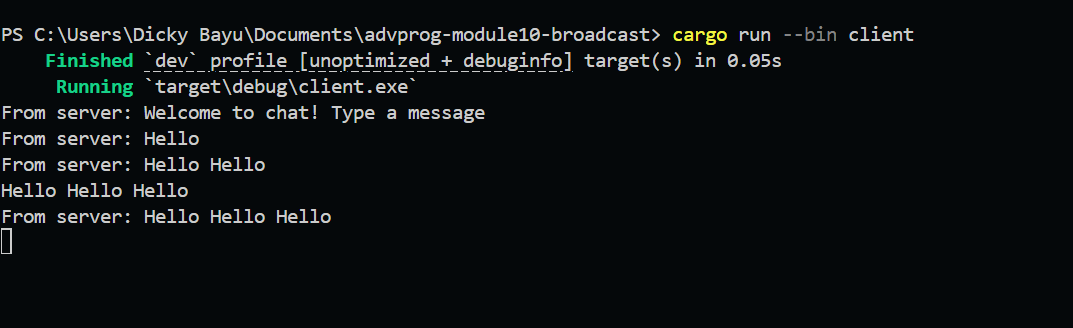 PS C:\Users\Dicky Bayu\Documents\advprog-module10-broadcast> cargo run --bin client
    Finished `dev` profile [unoptimized + debuginfo] target(s) in 0.05s
     Running `target\debug\client.exe`
From server: Welcome to chat! Type a message
From server: Hello
From server: Hello Hello
Hello Hello Hello
From server: Hello Hello Hello